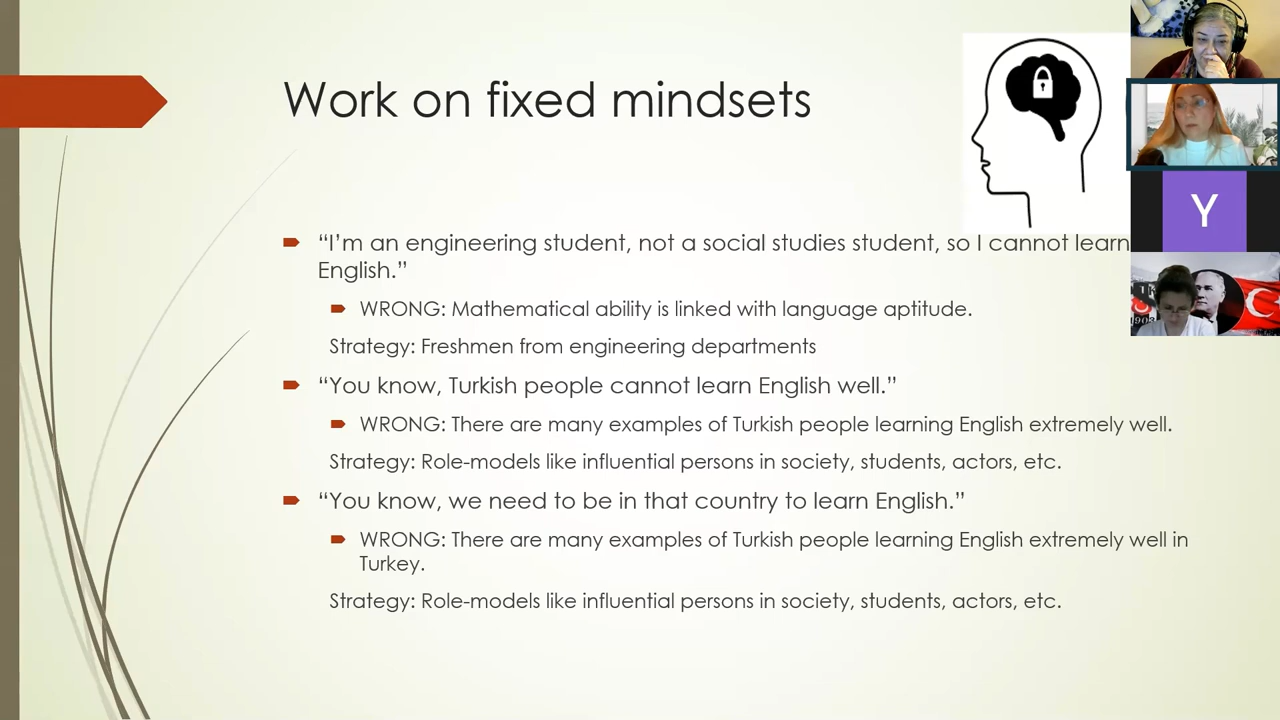 Work on fixed mindsets
“I’m an engineering student, not a social studies student, so I cannot learn
English.”
WRONG: Mathematical ability is linked with language aptitude.
Strategy: Freshmen from engineering departments
“You know, Turkish people cannot learn English well.”
WRONG: There are many examples of Turkish people learning English extremely well.
Strategy: Role-models like influential persons in society, students, actors, etc.
“You know, we need to be in that country to learn English.”
WRONG: There are many examples of Turkish people learning English extremely well in
Turkey.
Strategy: Role-models like influential persons in society, students, actors, etc.
Y